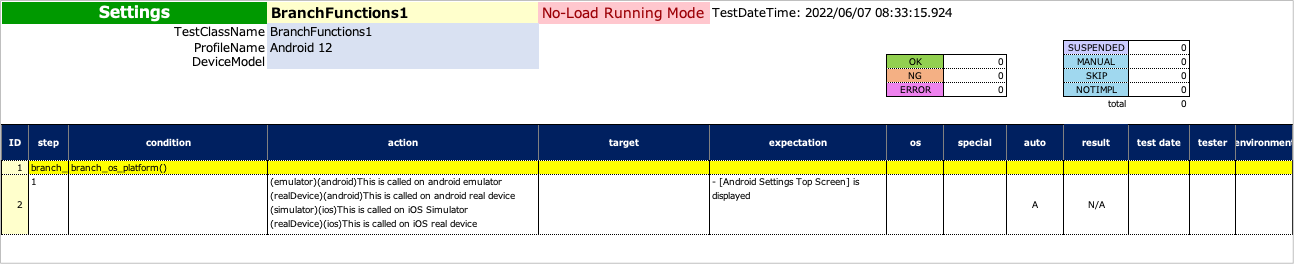 Settings BranchFunctions1 No-Load Running Mode TestDateTime: 2022/06/07 08:33:15.924
TestClassName BranchFunctions1
ProfileName Android 12
DeviceModel
SUSPENDED 0
OK 0 MANUAL 0
NG 0 SKIP 0
ERROR 0 NOTIMPL 0
total 0
ID step condition action target expectation os special auto result test date tester environment
1 branch_ branch_os_platform()
2 1 (emulator)(android)This is called on android emulator - [Android Settings Top Screen] is
(realDevice)(android)This is called on android real device displayed
(simulator)(ios)This is called on iOS Simulator A N/A
(realDevice)(ios)This is called on iOS real device